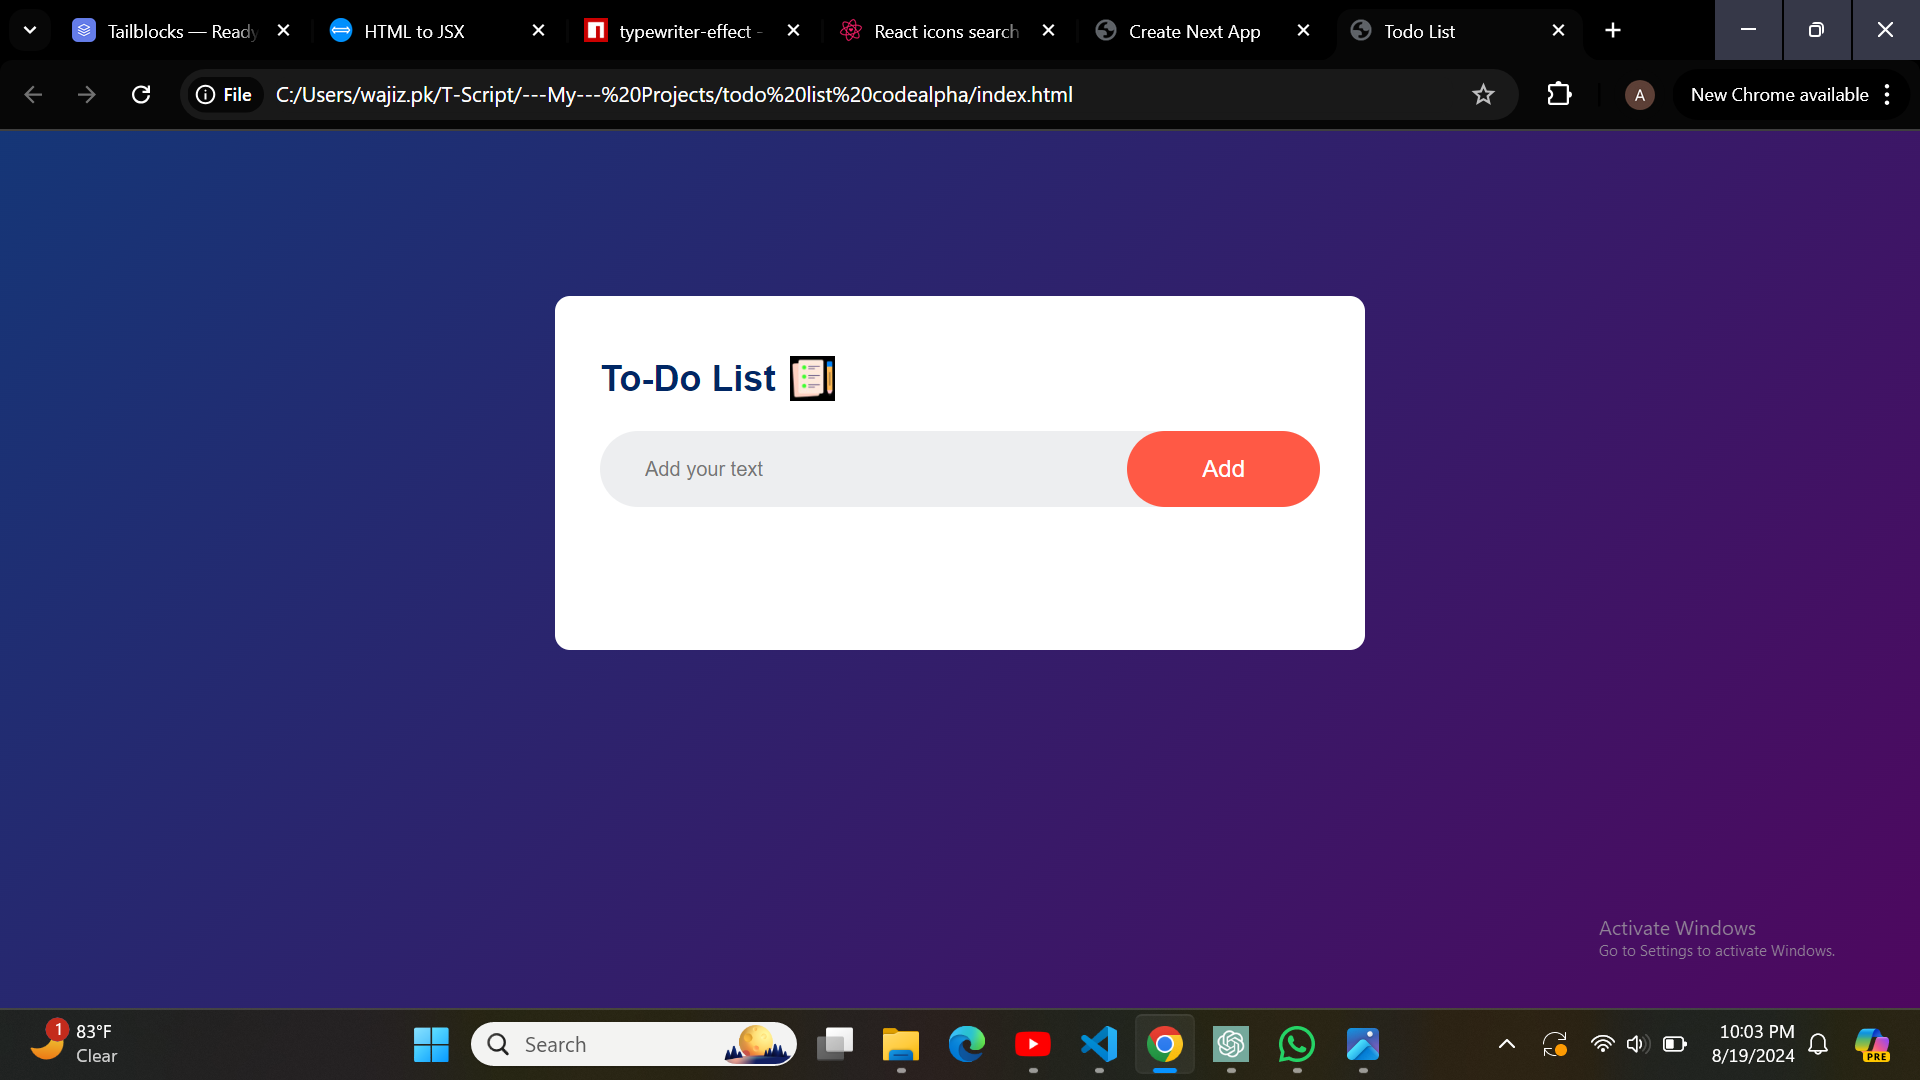 Tailblocks — Ready
HTML to JSX
typewriter-effect -
React icons search
Create Next App
Todo List
File
C:/Users/wajiz.pk/T-Script/---My---%20Projects/todo%20list%20codealpha/index.html
A
New Chrome available
To-Do List
Add your text
Add
Activate Windows
Go to Settings to activate Windows.
1
83°F
Clear
Search
10:03 PM
8/19/2024
PRE